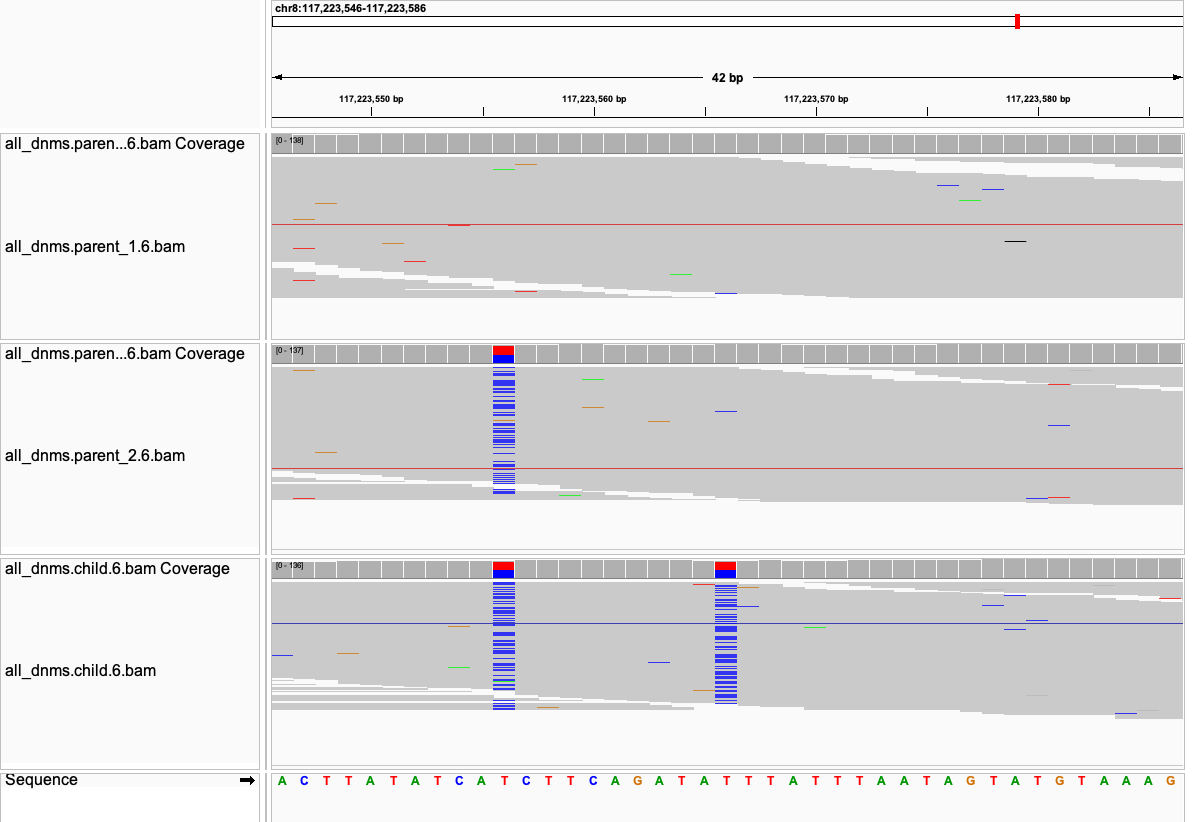 chr8:117,223,546-117,223,586
42 bp
117,223,550 bp 117,223,560 bp 117,223,570 bp 117,223,580 bp
all_dnms.paren...6.bam Coverage
[0 - 138]
all_dnms.parent_1.6.bam
all_dnms.paren...6.bam Coverage
[0 - 137]
all_dnms.parent_2.6.bam
all_dnms.child.6.bam Coverage
[0 - 136]
all_dnms.child.6.bam
Sequence A C T T A T A T C A T C T T C A G A T A T T T A T T T A A T A G T A T G T A A A G